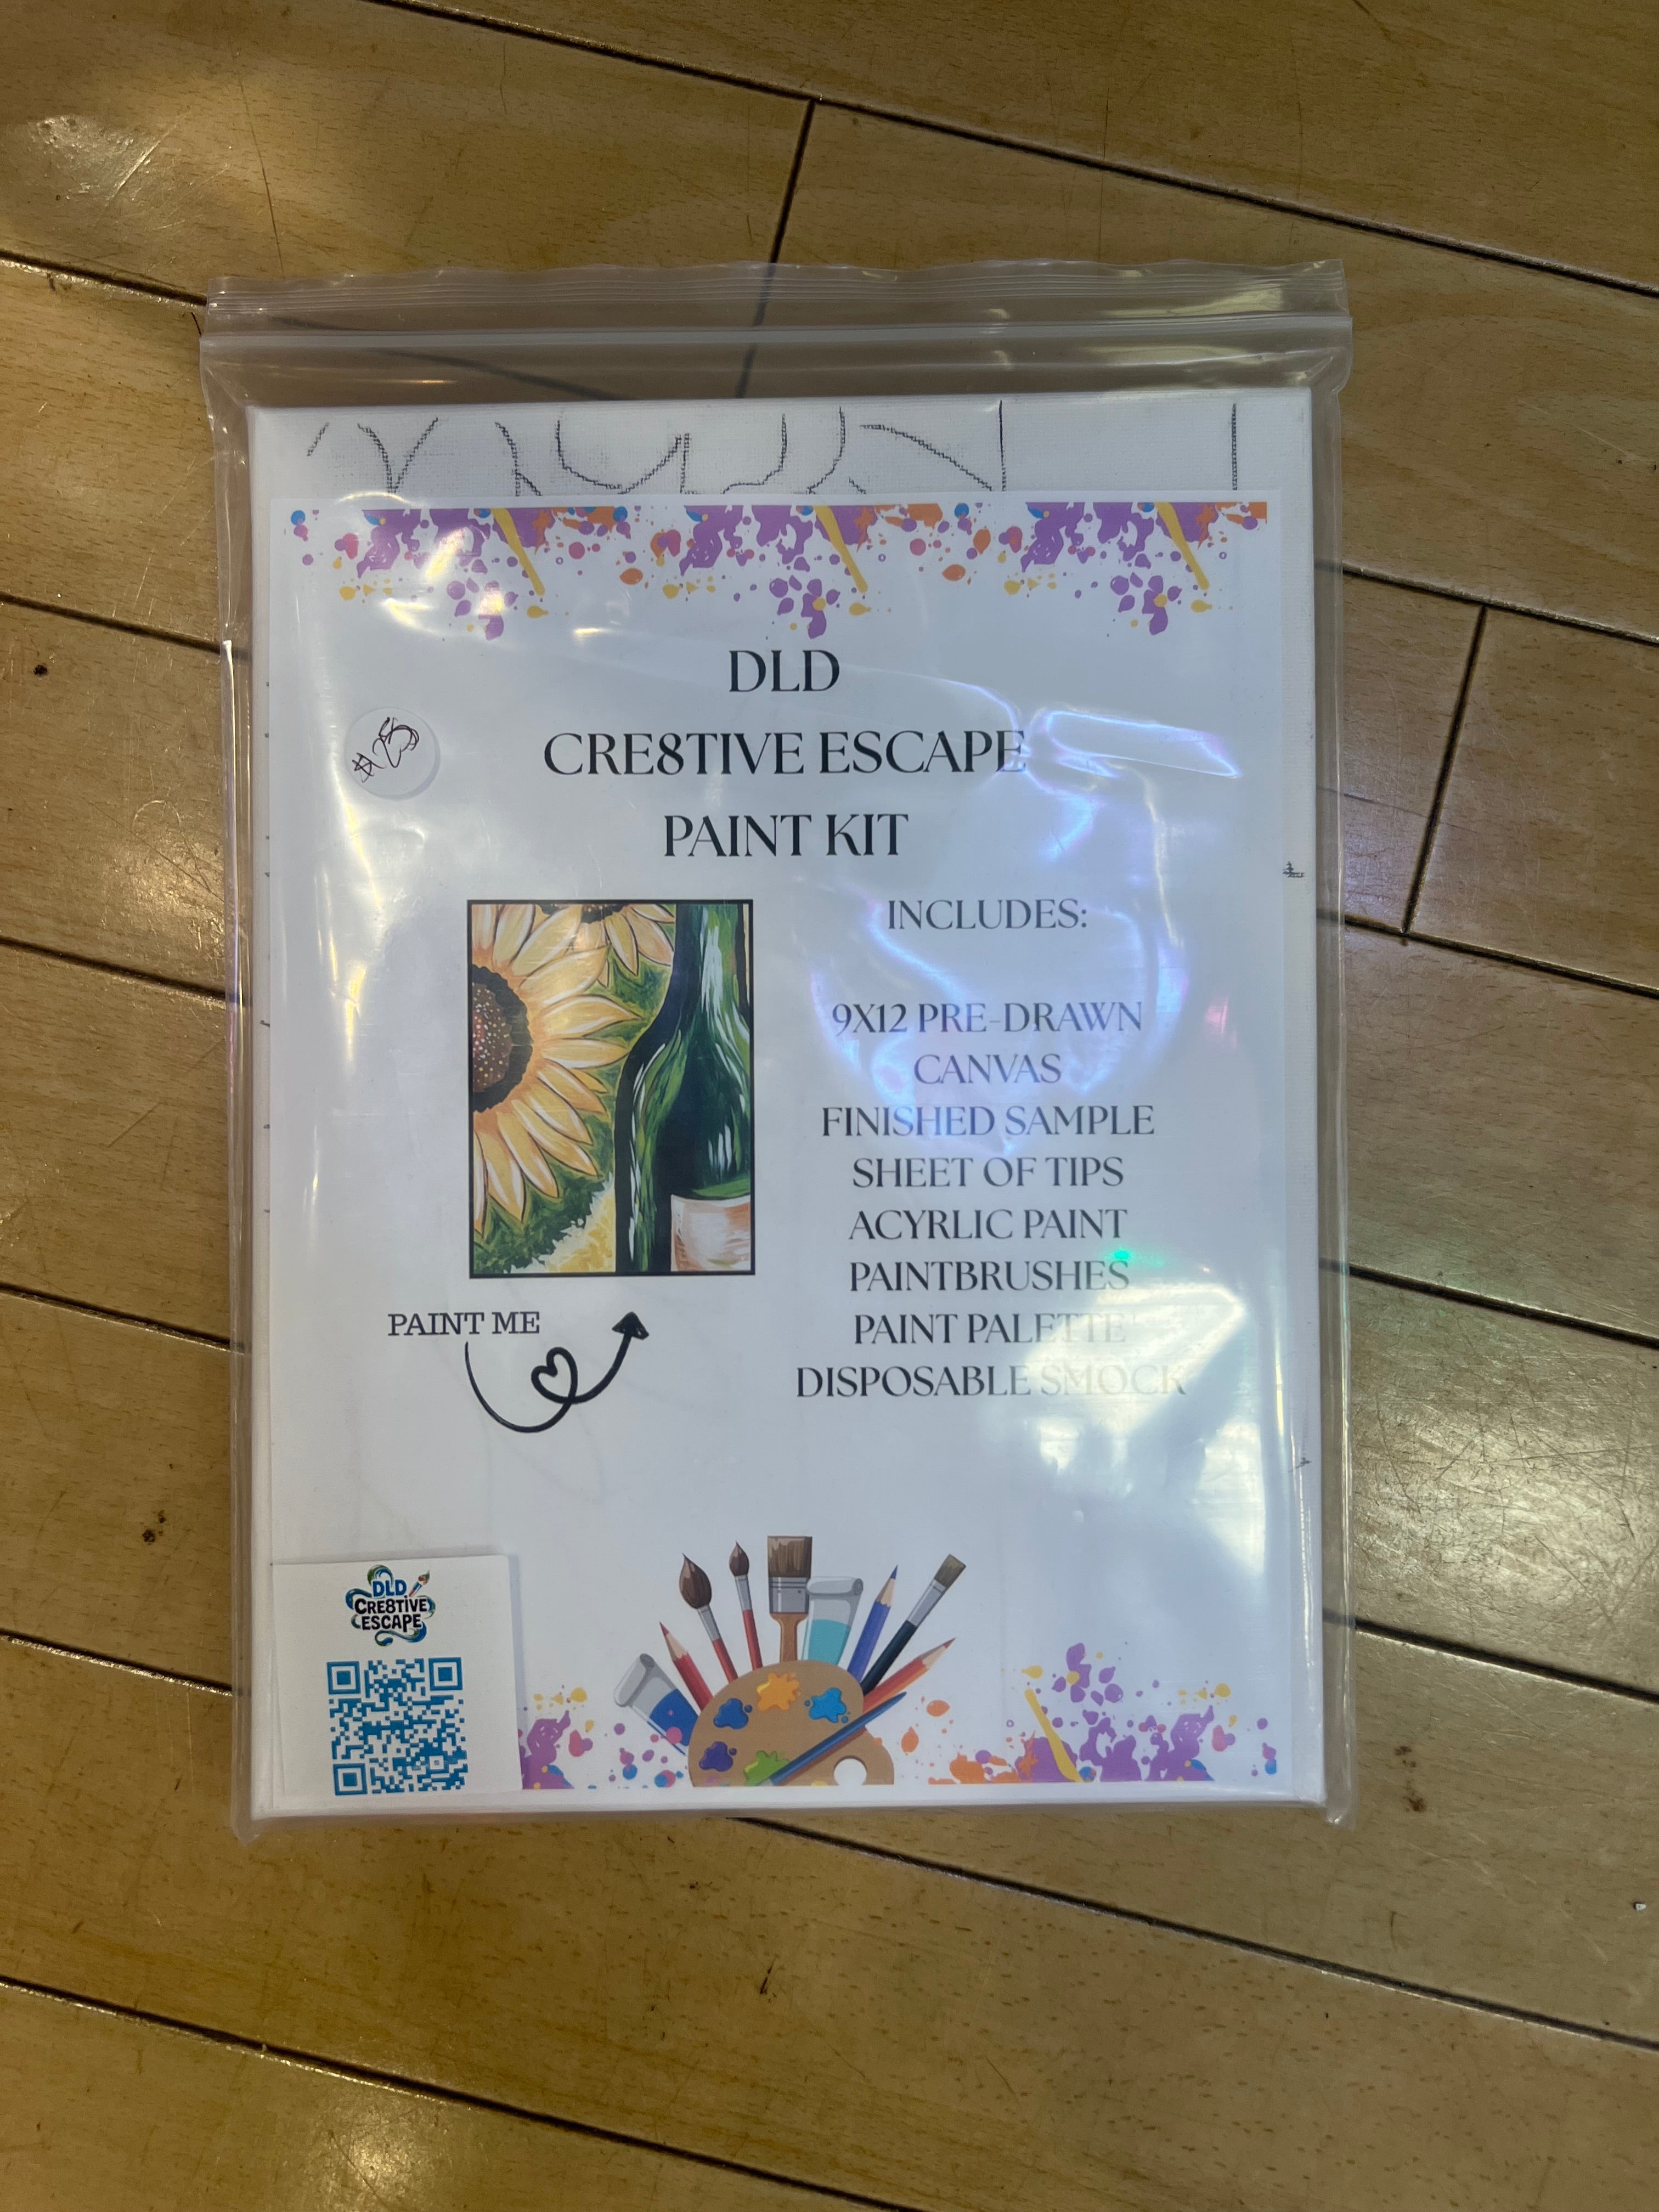 DLD
CRE8TIVE ESCAPE
PAINT KIT
$25
INCLUDES:
9X12 PRE-DRAWN
CANVAS
FINISHED SAMPLE
SHEET OF TIPS
ACYRLIC PAINT
PAINTBRUSHES
PAINT PALETTE
DISPOSABLE SMOCK
PAINT ME
DLD
CRE8TIVE
ESCAPE